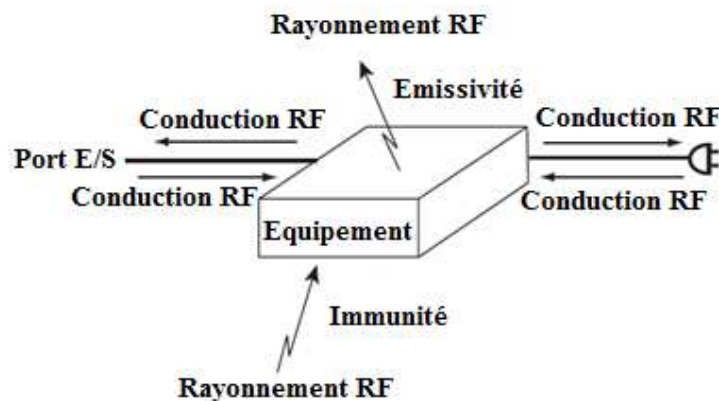 Rayonnement RF
Emissivité
Conduction RF
Conduction RF
Port E/S
Conduction RF
Conduction RF
Equipement
Immunité
Rayonnement RF